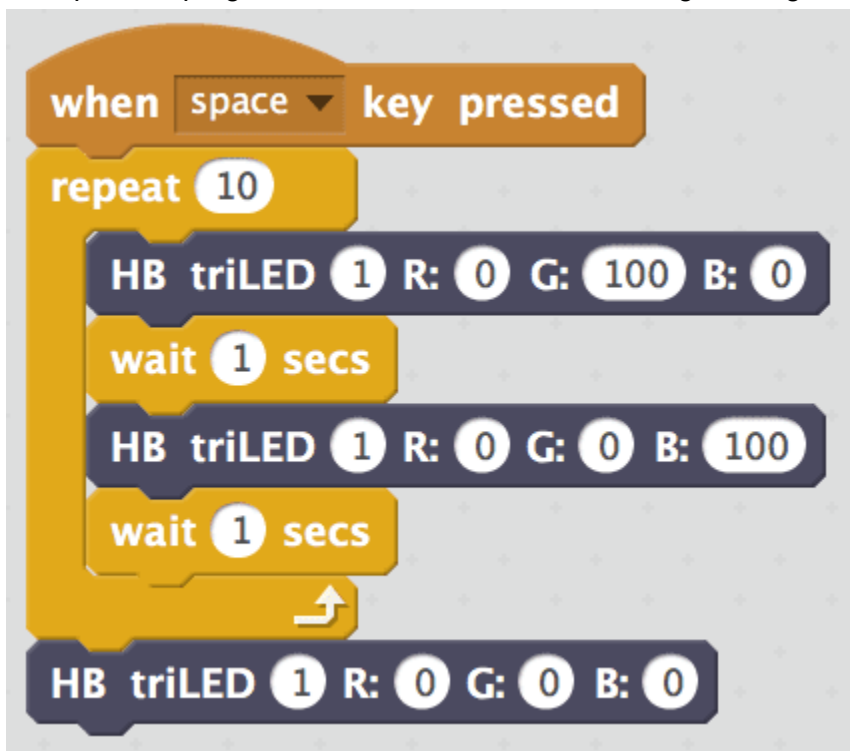 when space key pressed
repeat 10
HB triLED 1 R: 0 G: 100 B: 0
wait 1 secs
HB triLED 1 R: 0 G: 0 B: 100
wait 1 secs
HB triLED 1 R: 0 G: 0 B: 0